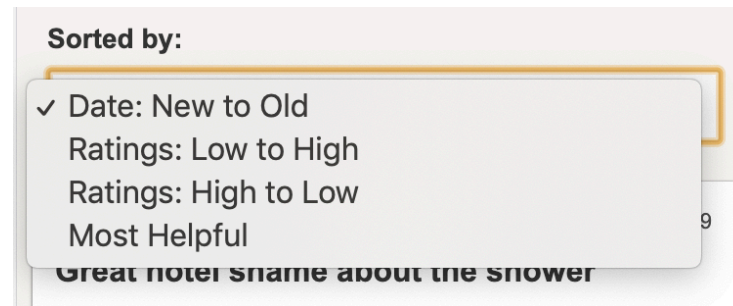 Sorted by:
✓ Date: New to Old
Ratings: Low to High
Ratings: High to Low
Most Helpful
9
Great hotel shame about the shower